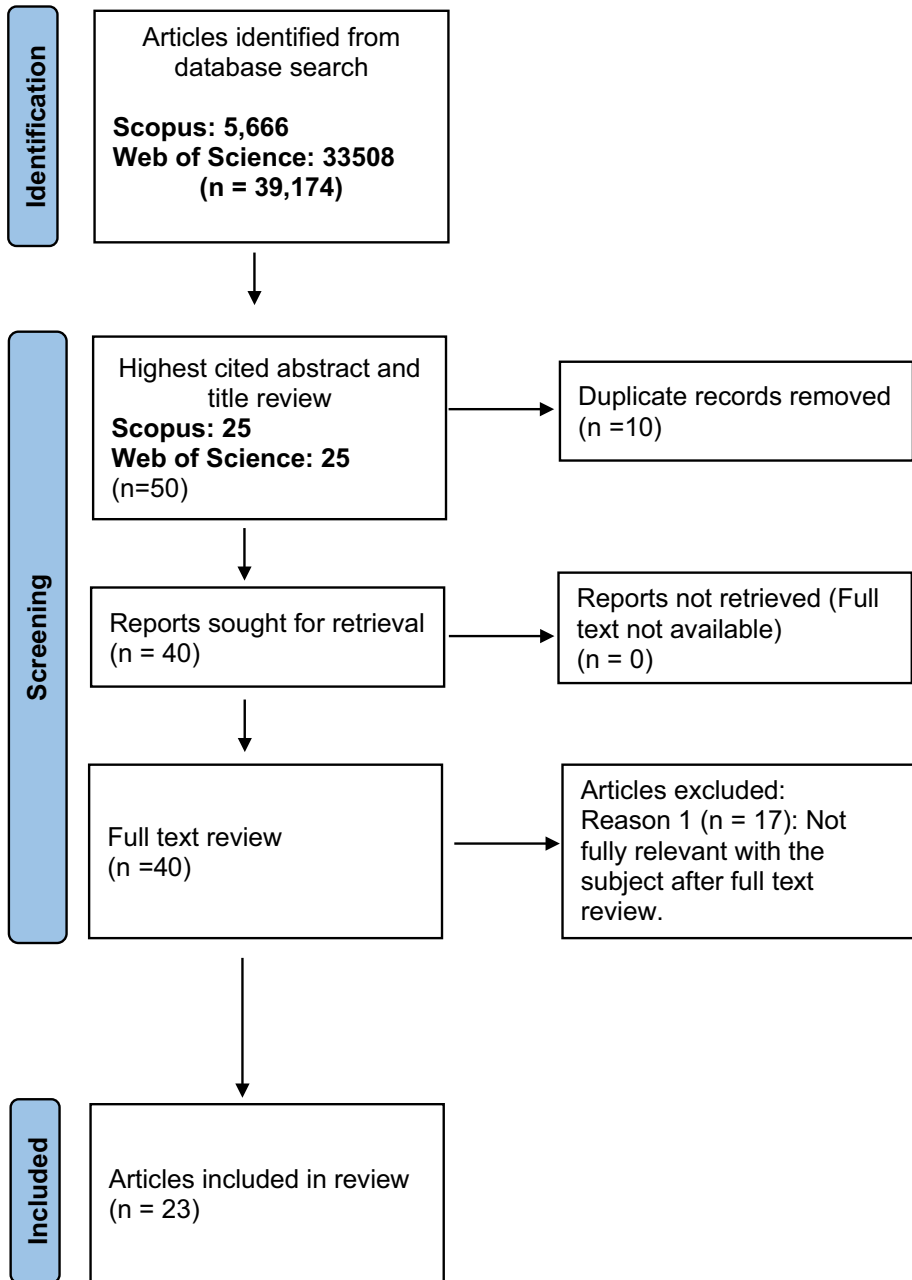 Identification
Articles identified from
database search
Scopus: 5,666
Web of Science: 33508
(n = 39,174)
Screening
Highest cited abstract and
title review
Scopus: 25
Web of Science: 25
(n=50)
Duplicate records removed
(n =10)
Reports sought for retrieval
(n = 40)
Reports not retrieved (Full
text not available)
(n = 0)
Full text review
(n =40)
Articles excluded:
Reason 1 (n = 17): Not
fully relevant with the
subject after full text
review.
Included
Articles included in review
(n = 23)